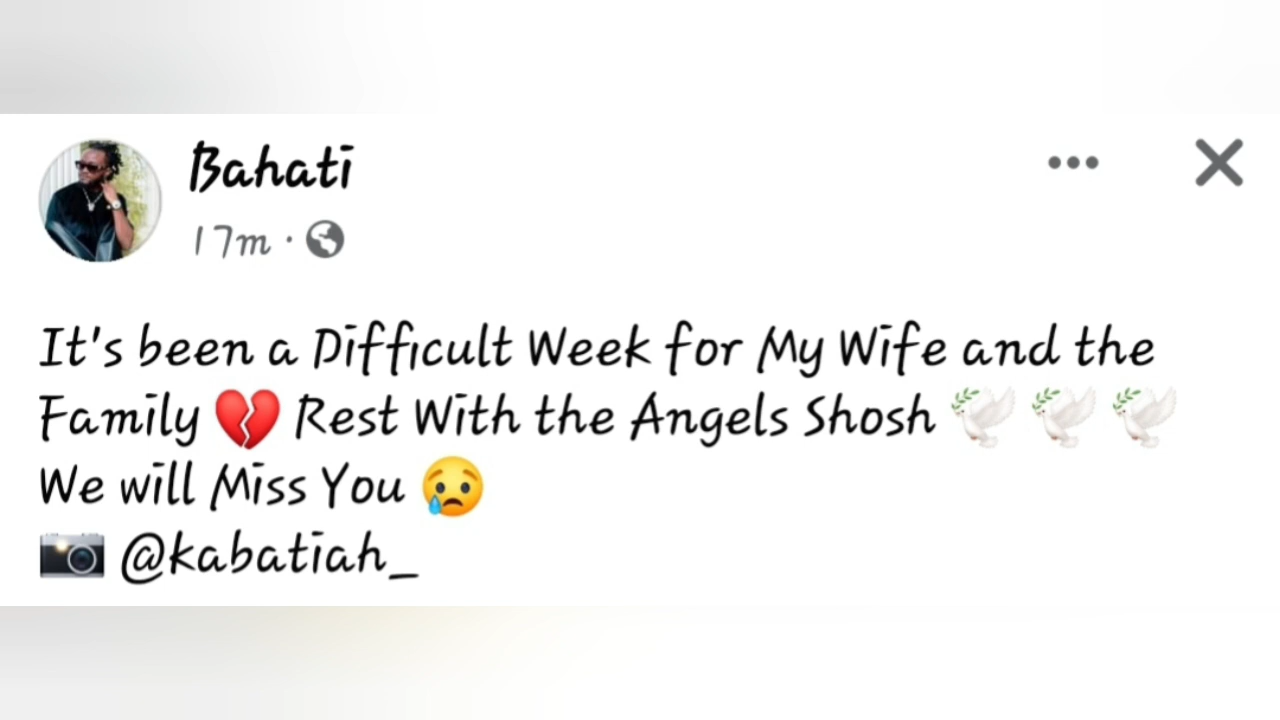 Bahati
17m ·
It's been a Difficult Week for My Wife and the
Family 💔 Rest With the Angels Shosh 🕊️ 🕊️ 🕊️
We will Miss You 😢
📷 @kabatiah_